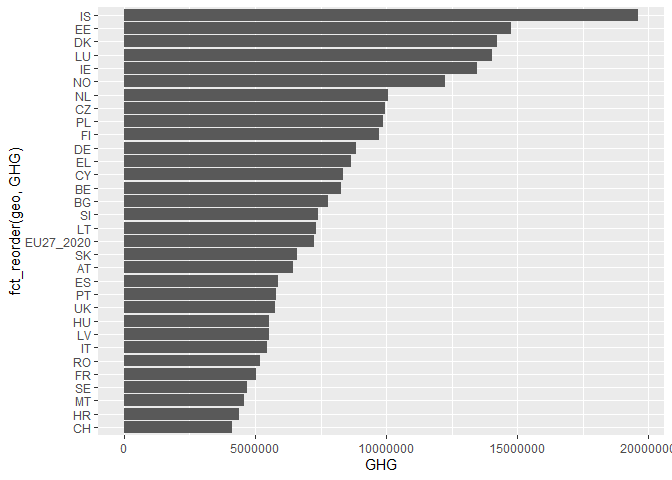 fct_reorder(geo, GHG)
IS
EE
DK
LU
IE
NO
NL
CZ
PL
FI
DE
EL
CY
BE
BG
SI
LT
EU27_2020
SK
AT
ES
PT
UK
HU
LV
IT
RO
FR
SE
MT
HR
CH
0 5000000 10000000 15000000 20000000
GHG